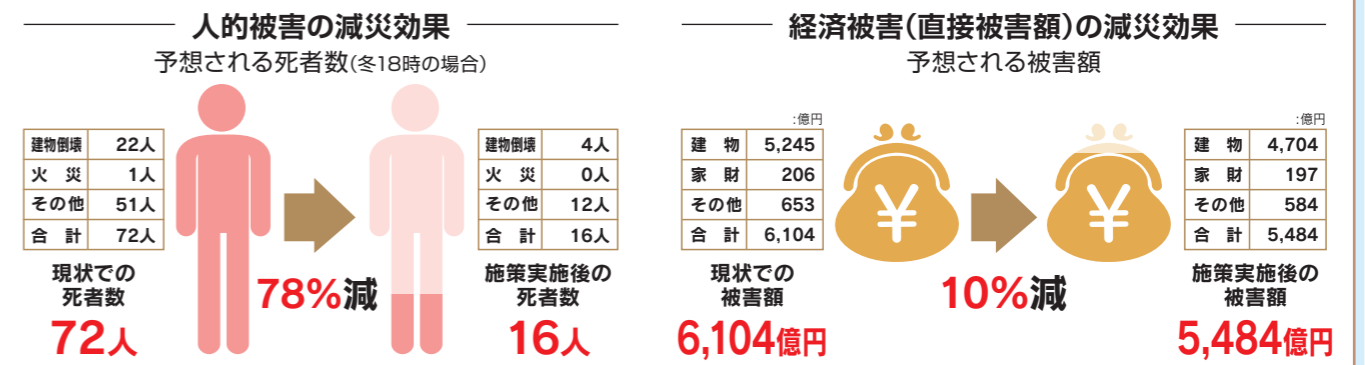 人的被害の減災効果
予想される死者数(冬18時の場合)
建物倒壊 22人
火 災 1人
その他 51人
合 計 72人
現状での
死者数
72人
78%減
建物倒壊 4人
火 災 0人
その他 12人
合 計 16人
施策実施後の
死者数
16人
経済被害(直接被害額)の減災効果
予想される被害額
:億円
建 物 5,245
家 財 206
その他 653
合 計 6,104
現状での
被害額
6,104億円
¥
10%減
¥
:億円
建 物 4,704
家 財 197
その他 584
合 計 5,484
施策実施後の
被害額
5,484億円